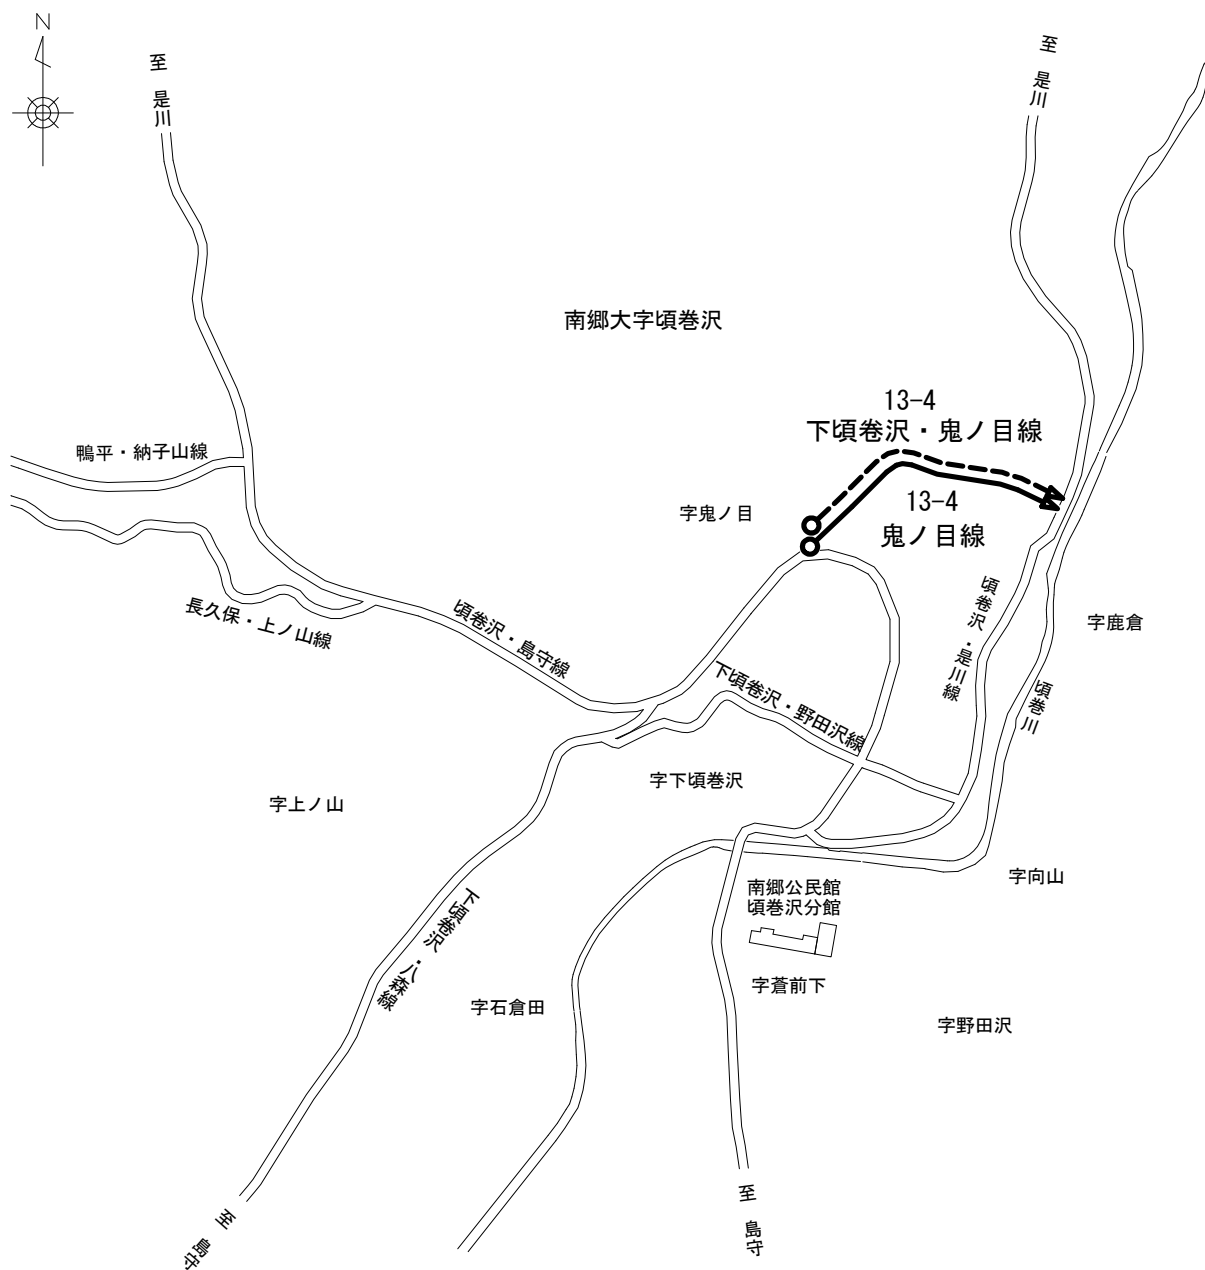 N
至 是川
至 是川
南郷大字頃巻沢
13-4
下頃巻沢・鬼ノ目線
鴨平・納子山線
13-4
鬼ノ目線
字鬼ノ目
長久保・上ノ山線
頃巻沢・島守線
頃巻沢・是川線
字鹿倉
下頃巻沢・野田沢線
頃巻川
字下頃巻沢
字上ノ山
字向山
南郷公民館
頃巻沢分館
下頃巻沢・八森線
字蒼前下
字石倉田
字野田沢
至 島守
至 島守